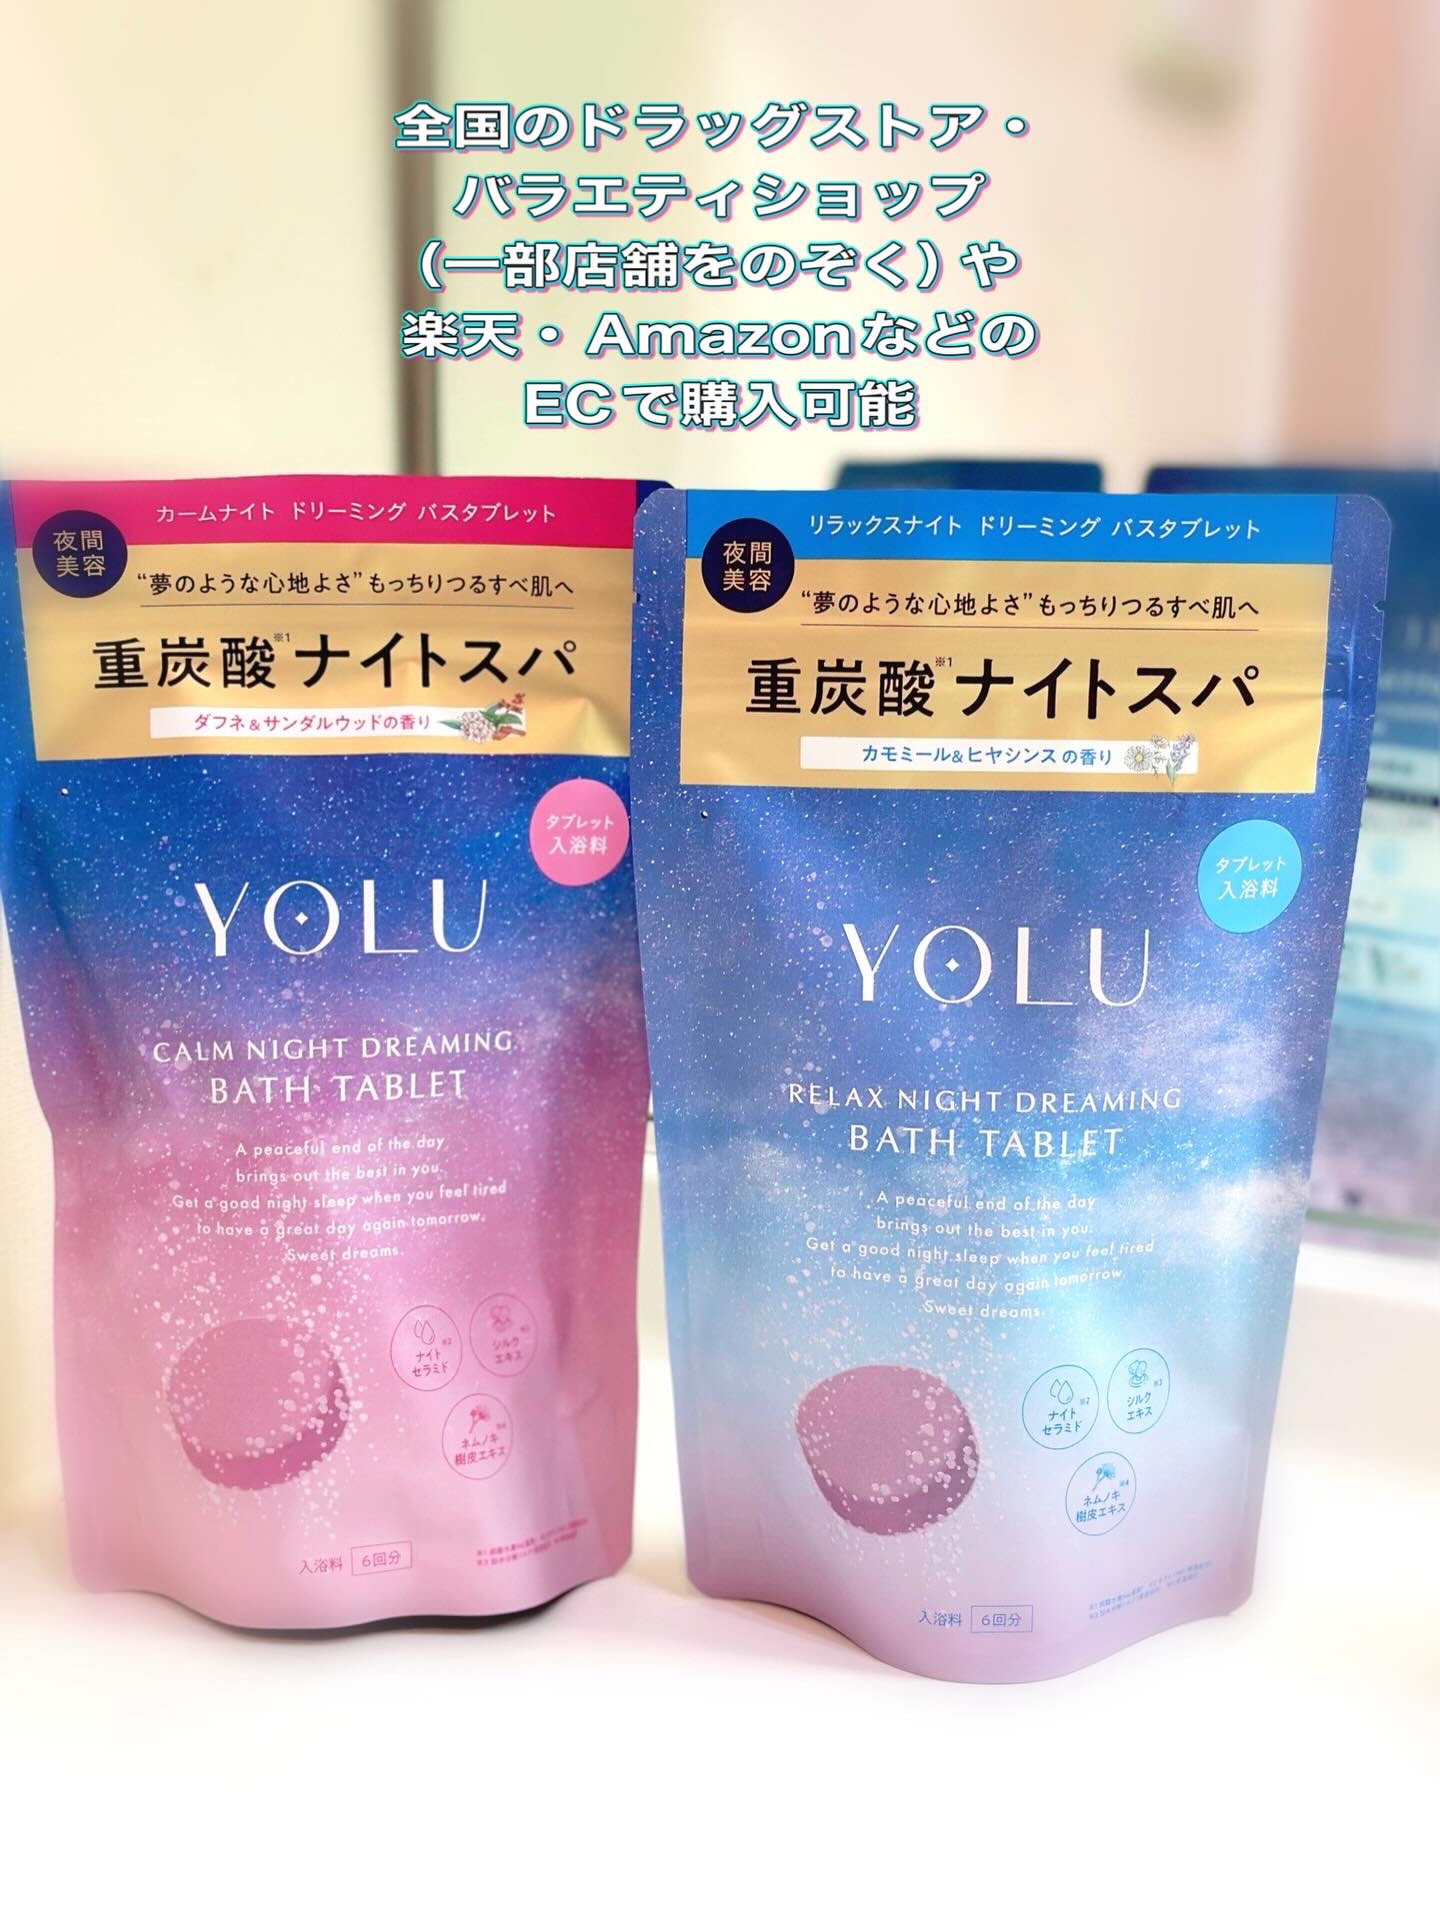 全国のドラッグストア・
バラエティショップ
（一部店舗をのぞく）や
楽天・Amazonなどの
ECで購入可能
カームナイト ドリーミング バスタブレット
夜間
美容
“夢のような心地よさ”もっちりつるすべ肌へ
重炭酸※1ナイトスパ
ダフネ&サンダルウッドの香り
タブレット
入浴料
YOLU
CALM NIGHT DREAMING
BATH TABLET
A peaceful end of the day
brings out the best in you.
Get a good night sleep when you feel tired
to have a great day again tomorrow.
Sweet dreams.
ナイト
セラミド
シルク
エキス
ネムノキ
樹皮エキス
入浴料 6回分
リラックスナイト ドリーミング バスタブレット
夜間
美容
“夢のような心地よさ”もっちりつるすべ肌へ
重炭酸※1ナイトスパ
カモミール&ヒヤシンスの香り
タブレット
入浴料
YOLU
RELAX NIGHT DREAMING
BATH TABLET
A peaceful end of the day
brings out the best in you.
Get a good night sleep when you feel tired
to have a great day again tomorrow.
Sweet dreams.
※2
ナイト
セラミド
※3
シルク
エキス
※4
ネムノキ
樹皮エキス
入浴料 6回分